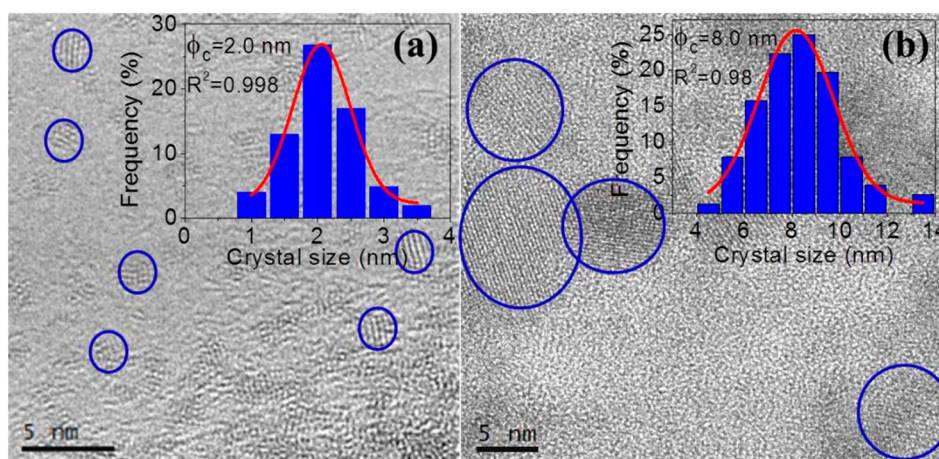 (a)
ϕc=2.0 nm
R²=0.998
Frequency (%)
30
20
10
0
0 1 2 3 4
Crystal size (nm)
5 nm
(b)
ϕc=8.0 nm
R²=0.98
Frequency (%)
25
20
15
10
5
0
4 6 8 10 12 14
Crystal size (nm)
5 nm